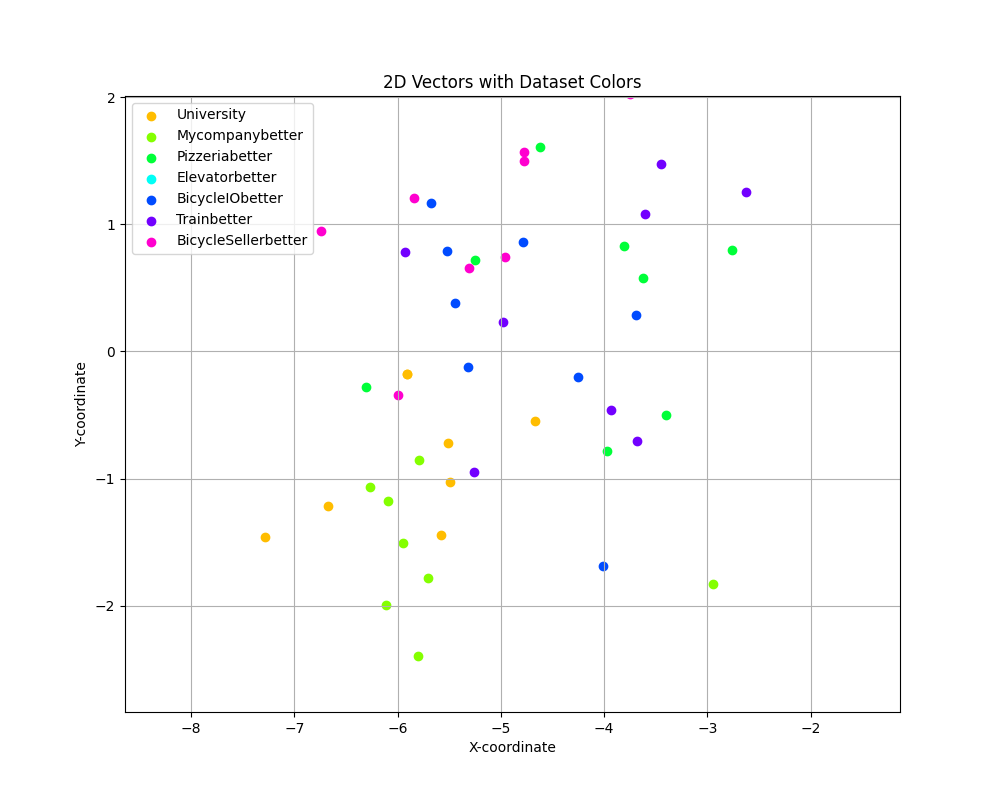 2D Vectors with Dataset Colors
University
Mycompanybetter
Pizzeriabetter
Elevatorbetter
BicycleIObetter
Trainbetter
BicycleSellerbetter
2
1
0
−1
−2
Y-coordinate
−8 −7 −6 −5 −4 −3 −2
X-coordinate